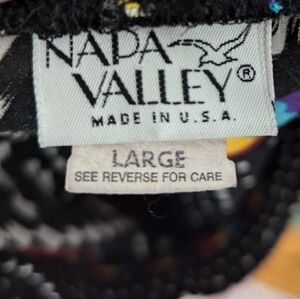 NAPA
VALLEY®
MADE IN U.S.A.
LARGE
SEE REVERSE FOR CARE